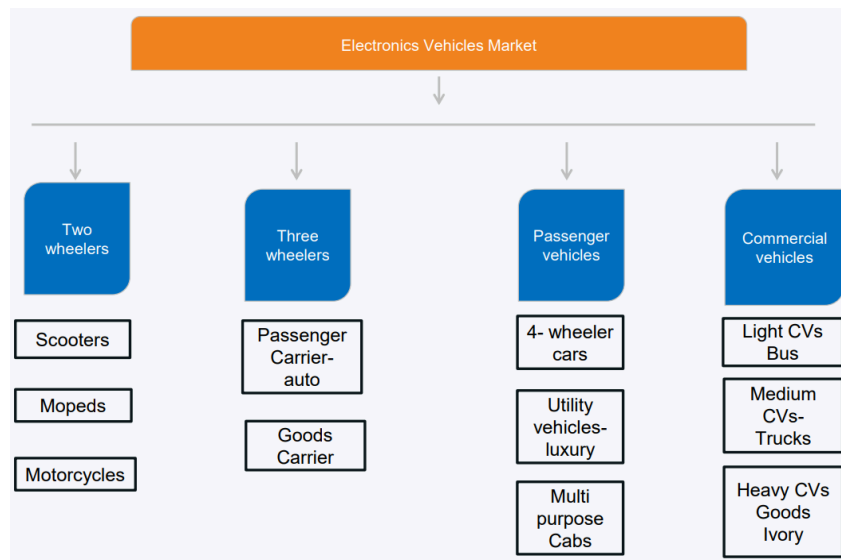 Electronics Vehicles Market
Two
wheelers
Three
wheelers
Passenger
vehicles
Commercial
vehicles
Scooters
Mopeds
Motorcycles
Passenger
Carrier-
auto
Goods
Carrier
4- wheeler
cars
Utility
vehicles-
luxury
Multi
purpose
Cabs
Light CVs
Bus
Medium
CVs-
Trucks
Heavy CVs
Goods
Ivory